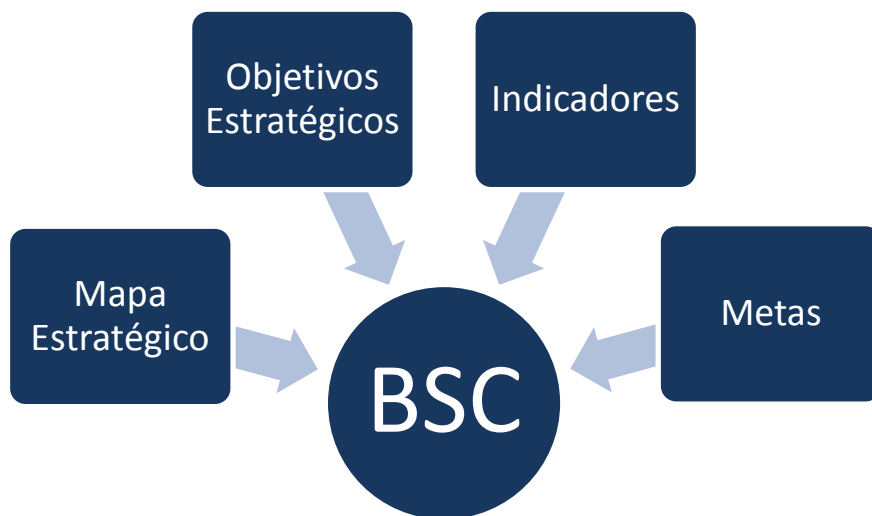 Objetivos
Estratégicos
Indicadores
Mapa
Estratégico
Metas
BSC